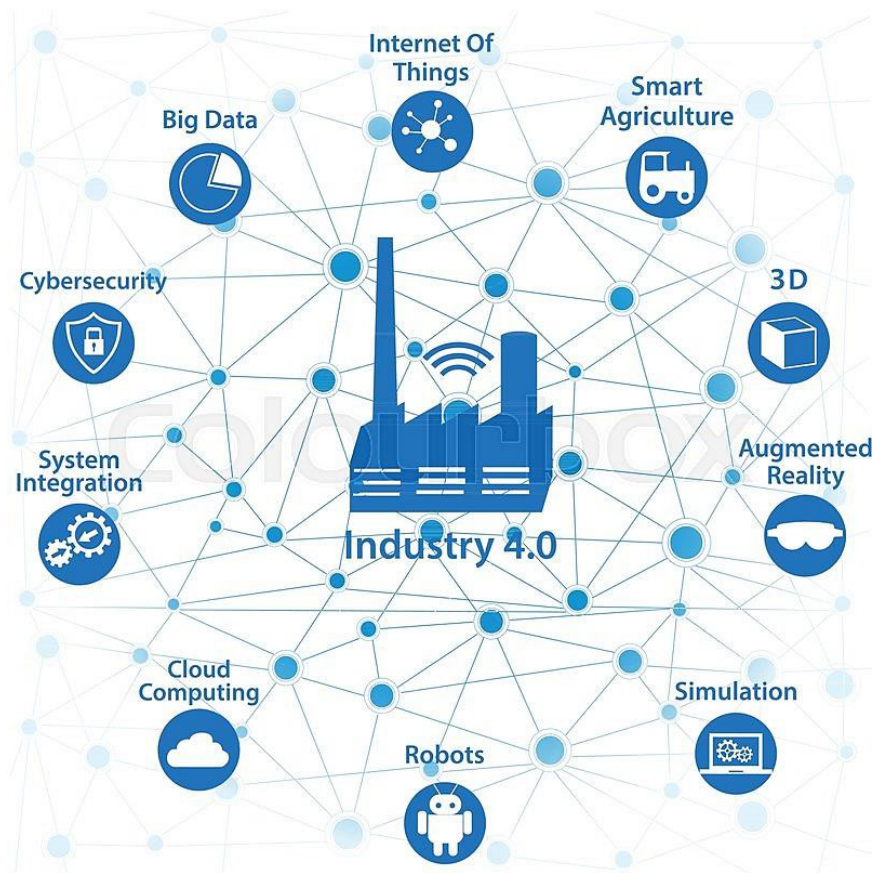 Internet Of
Things
Smart
Agriculture
Big Data
Cybersecurity
3D
System
Integration
Augmented
Reality
Industry 4.0
Cloud
Computing
Simulation
Robots
colourbox